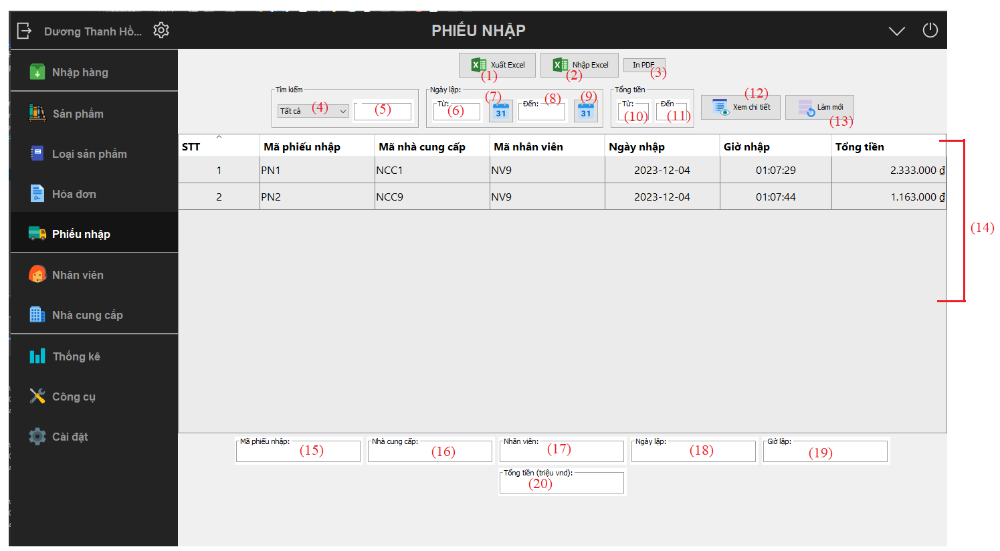 Dương Thanh Hồ...
PHIẾU NHẬP
Nhập hàng
Sản phẩm
Loại sản phẩm
Hóa đơn
Phiếu nhập
Nhân viên
Nhà cung cấp
Thống kê
Công cụ
Cài đặt
Xuất Excel Nhập Excel In PDF
(1) (2) (3)
Tìm kiếm Ngày lập: Tổng tiền
Tất cả (4) (5) Từ: (6) (7) 31 Đến: (8) (9) 31 Từ: (10) Đến (11) (12) Xem chi tiết Làm mới (13)
STT Mã phiếu nhập Mã nhà cung cấp Mã nhân viên Ngày nhập Giờ nhập Tổng tiền
1 PN1 NCC1 NV9 2023-12-04 01:07:29 2.333.000 ₫
2 PN2 NCC9 NV9 2023-12-04 01:07:44 1.163.000 ₫
(14)
Mã phiếu nhập: (15) Nhà cung cấp: (16) Nhân viên: (17) Ngày lập: (18) Giờ lập: (19)
Tổng tiền (triệu vnd): (20)